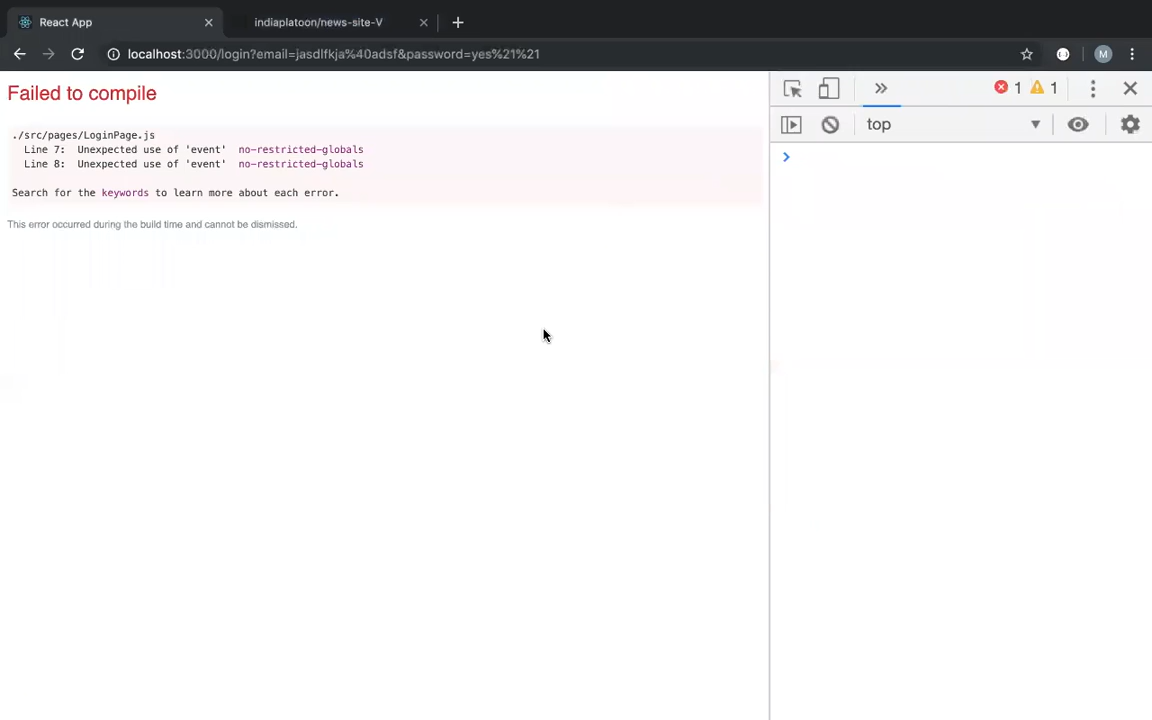 React App
indiaplatoon/news-site-V
localhost:3000/login?email=jasdlfkja%40adsf&password=yes%21%21
M
Failed to compile
1
1
top
./src/pages/LoginPage.js
Line 7: Unexpected use of 'event' no-restricted-globals
Line 8: Unexpected use of 'event' no-restricted-globals
Search for the keywords to learn more about each error.
This error occurred during the build time and cannot be dismissed.